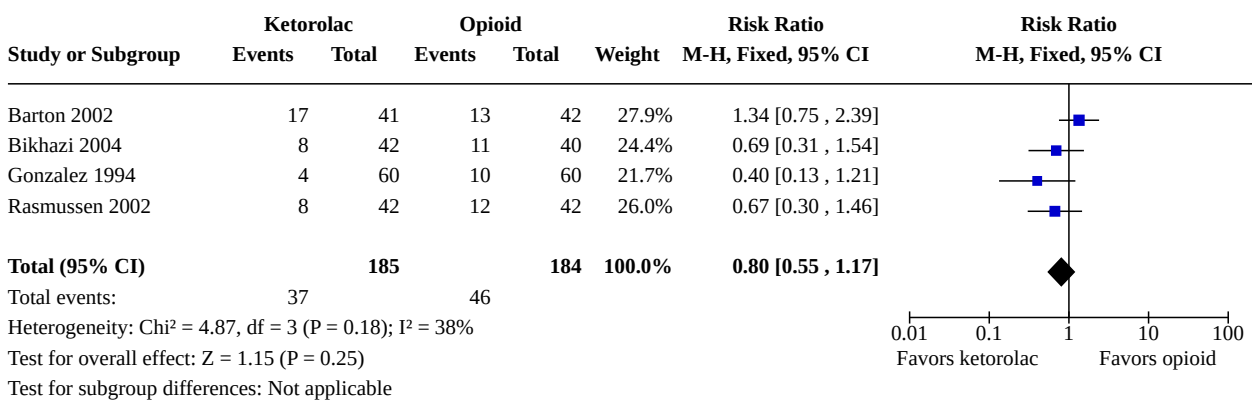 Ketorolac Opioid Risk Ratio Risk Ratio
Study or Subgroup Events Total Events Total Weight M-H, Fixed, 95% CI M-H, Fixed, 95% CI
Barton 2002 17 41 13 42 27.9% 1.34 [0.75 , 2.39]
Bikhazi 2004 8 42 11 40 24.4% 0.69 [0.31 , 1.54]
Gonzalez 1994 4 60 10 60 21.7% 0.40 [0.13 , 1.21]
Rasmussen 2002 8 42 12 42 26.0% 0.67 [0.30 , 1.46]
Total (95% CI) 185 184 100.0% 0.80 [0.55 , 1.17]
Total events: 37 46
Heterogeneity: Chi² = 4.87, df = 3 (P = 0.18); I² = 38%
Test for overall effect: Z = 1.15 (P = 0.25)
Test for subgroup differences: Not applicable
0.01 0.1 1 10 100
Favors ketorolac Favors opioid